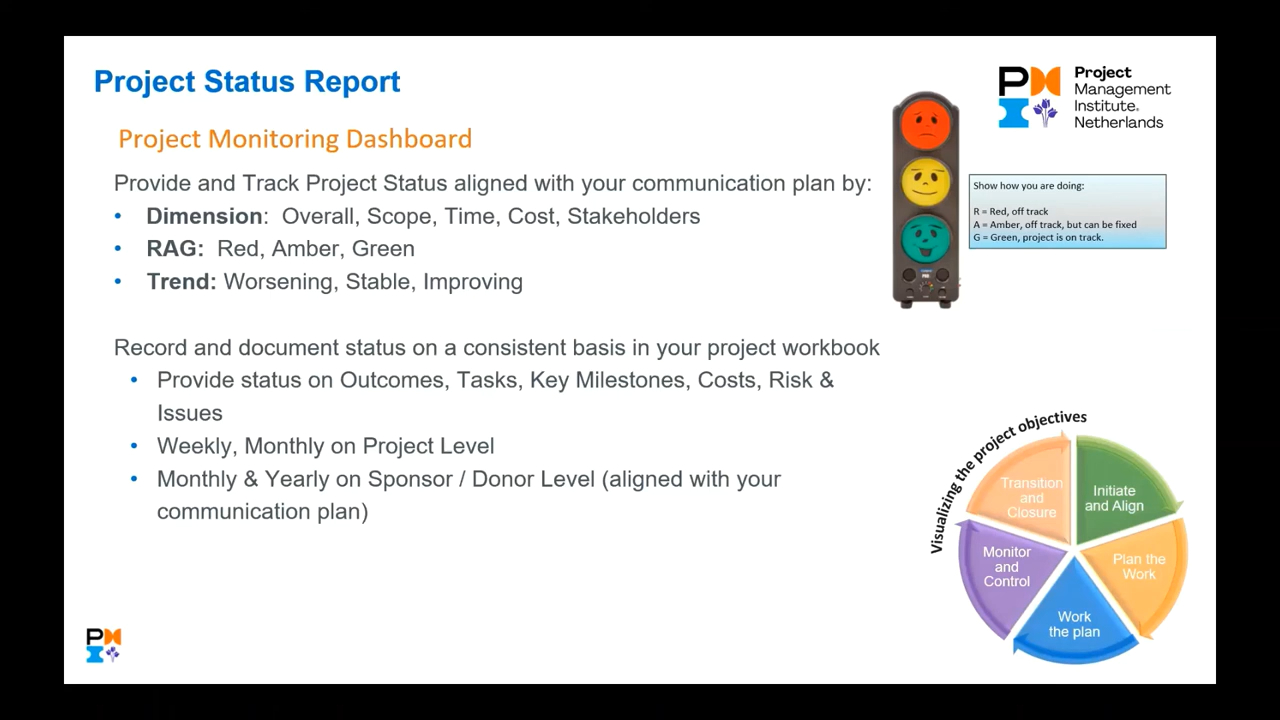 Project Status Report
Project Monitoring Dashboard
Provide and Track Project Status aligned with your communication plan by:
• Dimension: Overall, Scope, Time, Cost, Stakeholders
• RAG: Red, Amber, Green
• Trend: Worsening, Stable, Improving
Record and document status on a consistent basis in your project workbook
• Provide status on Outcomes, Tasks, Key Milestones, Costs, Risk &
Issues
• Weekly, Monthly on Project Level
• Monthly & Yearly on Sponsor / Donor Level (aligned with your
communication plan)
Project
Management
Institute®
Netherlands
Show how you are doing:
R = Red, off track
A = Amber, off track, but can be fixed
G = Green, project is on track.
Visualizing the project objectives
Transition
and
Closure
Initiate
and Align
Plan the
Work
Work
the plan
Monitor
and
Control